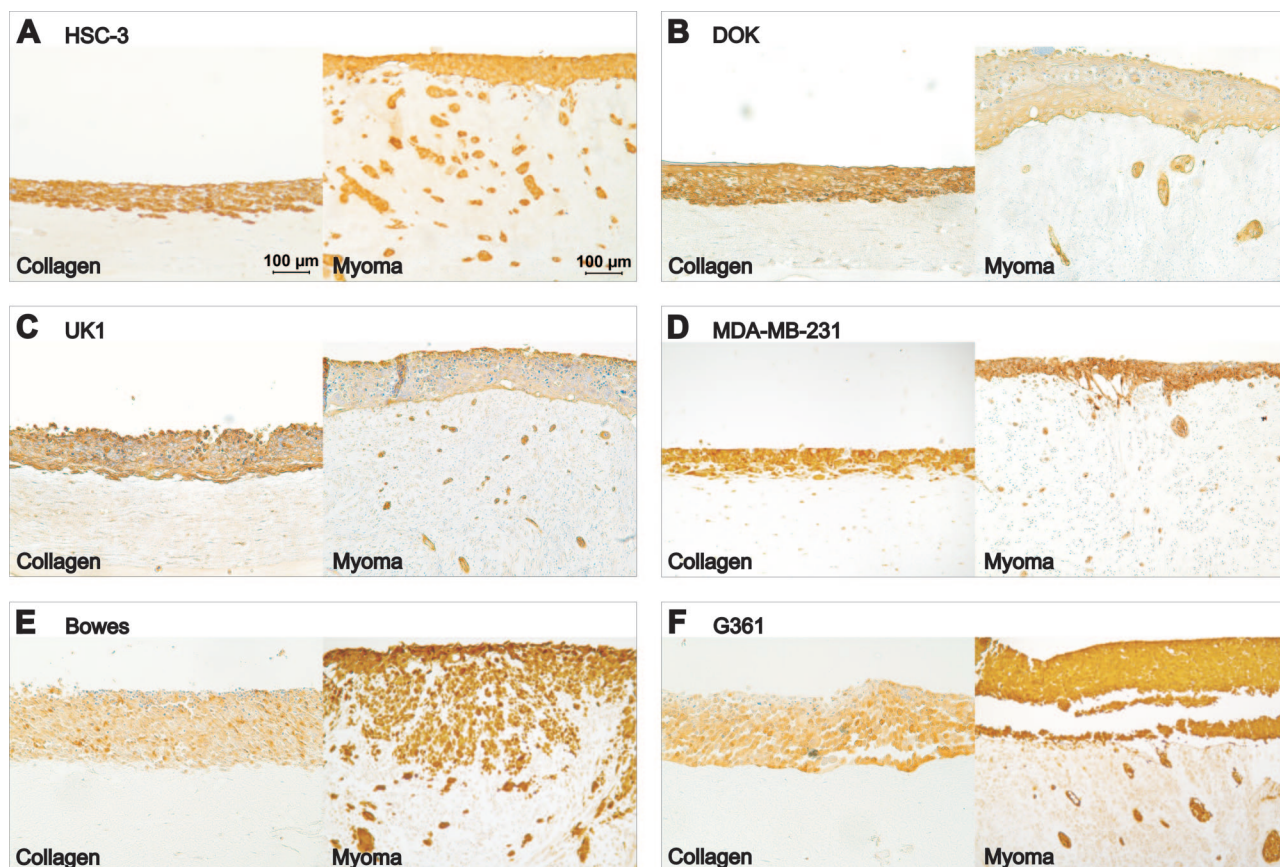 A HSC-3
Collagen
100 µm
Myoma
100 µm
B DOK
Collagen
Myoma
C UK1
Collagen
Myoma
D MDA-MB-231
Collagen
Myoma
E Bowes
Collagen
Myoma
F G361
Collagen
Myoma